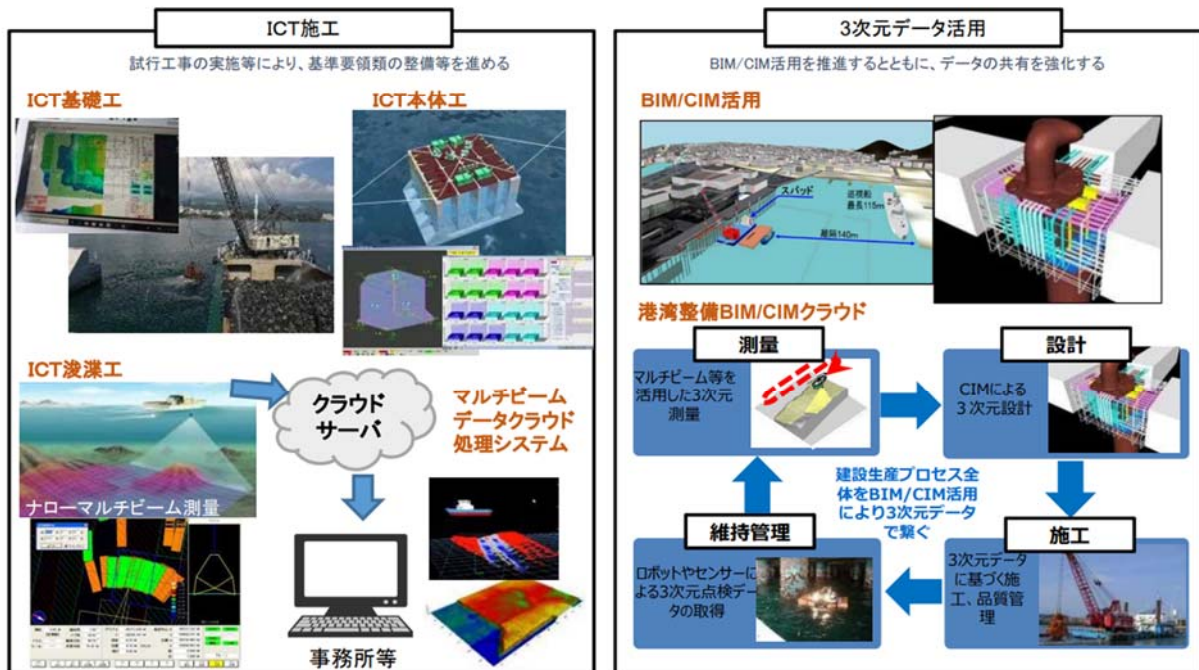 ICT施工
試行工事の実施等により、基準要領類の整備等を進める
ICT基礎工
ICT本体工
ICT浚渫工
クラウド
サーバ
マルチビーム
データクラウド
処理システム
ナローマルチビーム測量
事務所等
3次元データ活用
BIM/CIM活用を推進するとともに、データの共有を強化する
BIM/CIM活用
スパッド
巡視船
最長115m
離隔140m
港湾整備BIM/CIMクラウド
測量
マルチビーム等を
活用した3次元
測量
設計
CIMによる
3次元設計
建設生産プロセス全
体をBIM/CIM活用
により3次元データ
で繋ぐ
維持管理
ロボットやセンサーに
よる3次元点検デー
タの取得
施工
3次元データ
に基づく施
工、品質管
理